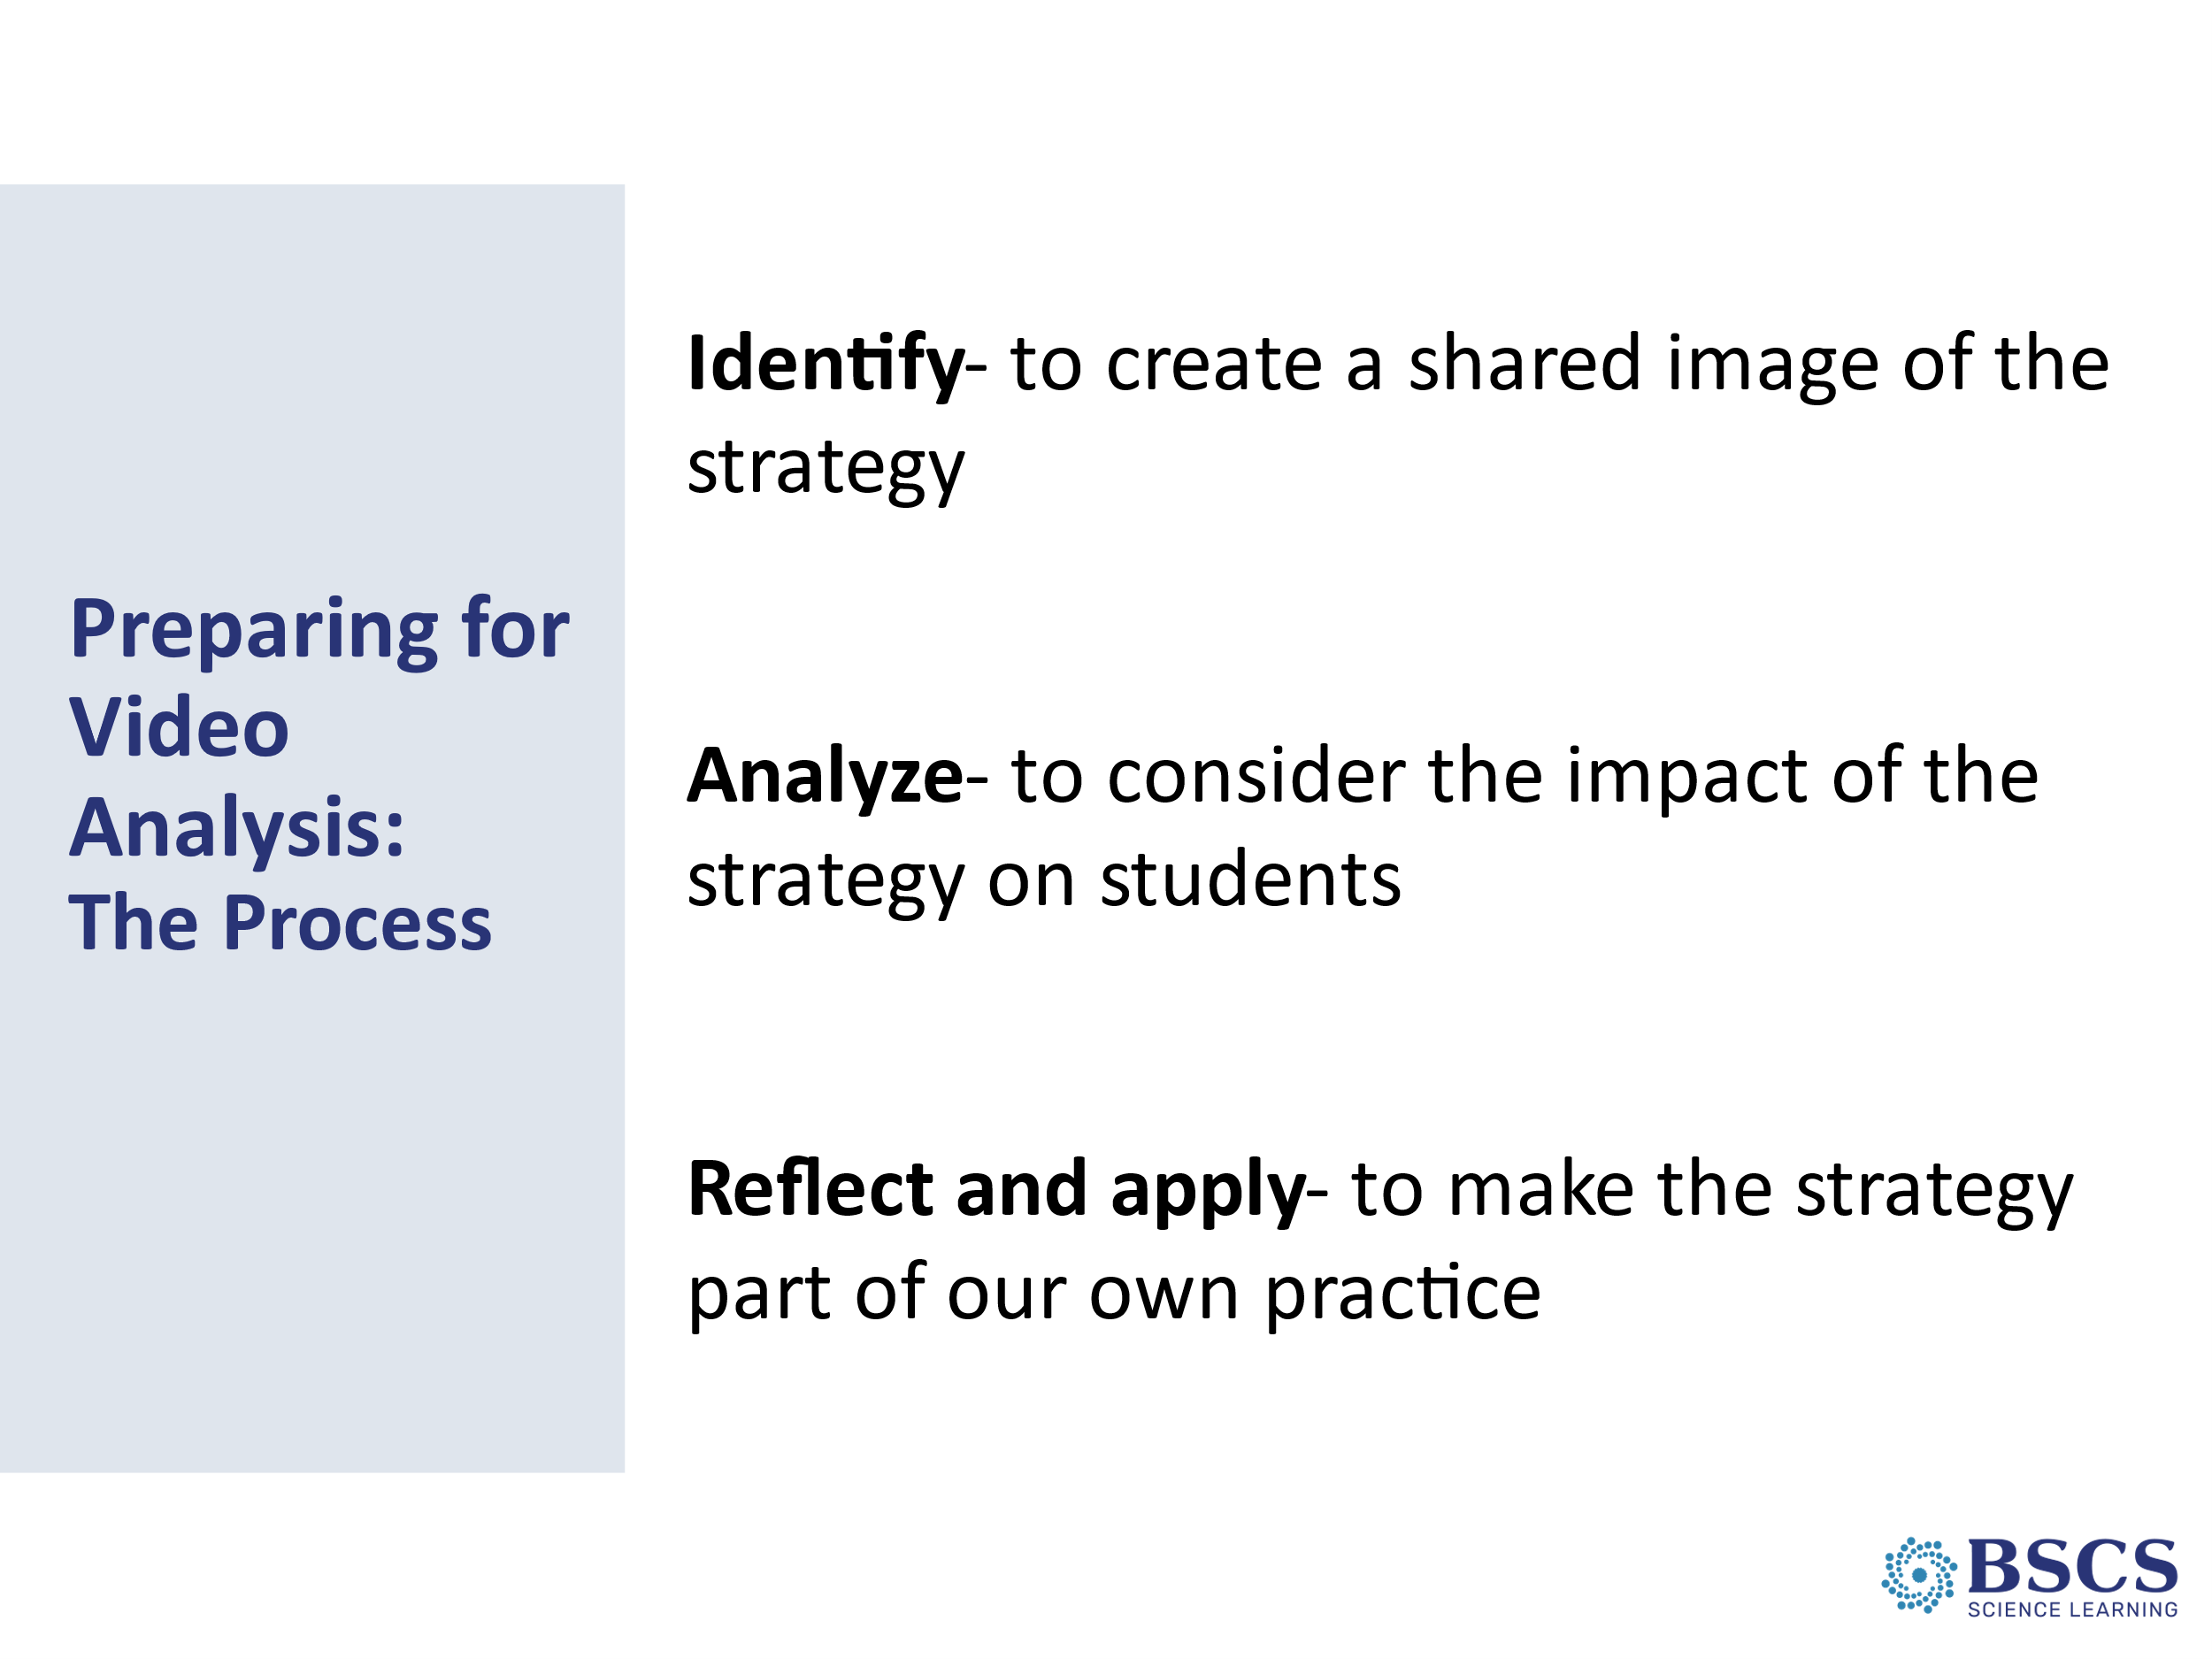 Preparing for
Video
Analysis:
The Process
Identify- to create a shared image of the
strategy
Analyze- to consider the impact of the
strategy on students
Reflect and apply- to make the strategy
part of our own practice
BSCS
SCIENCE LEARNING